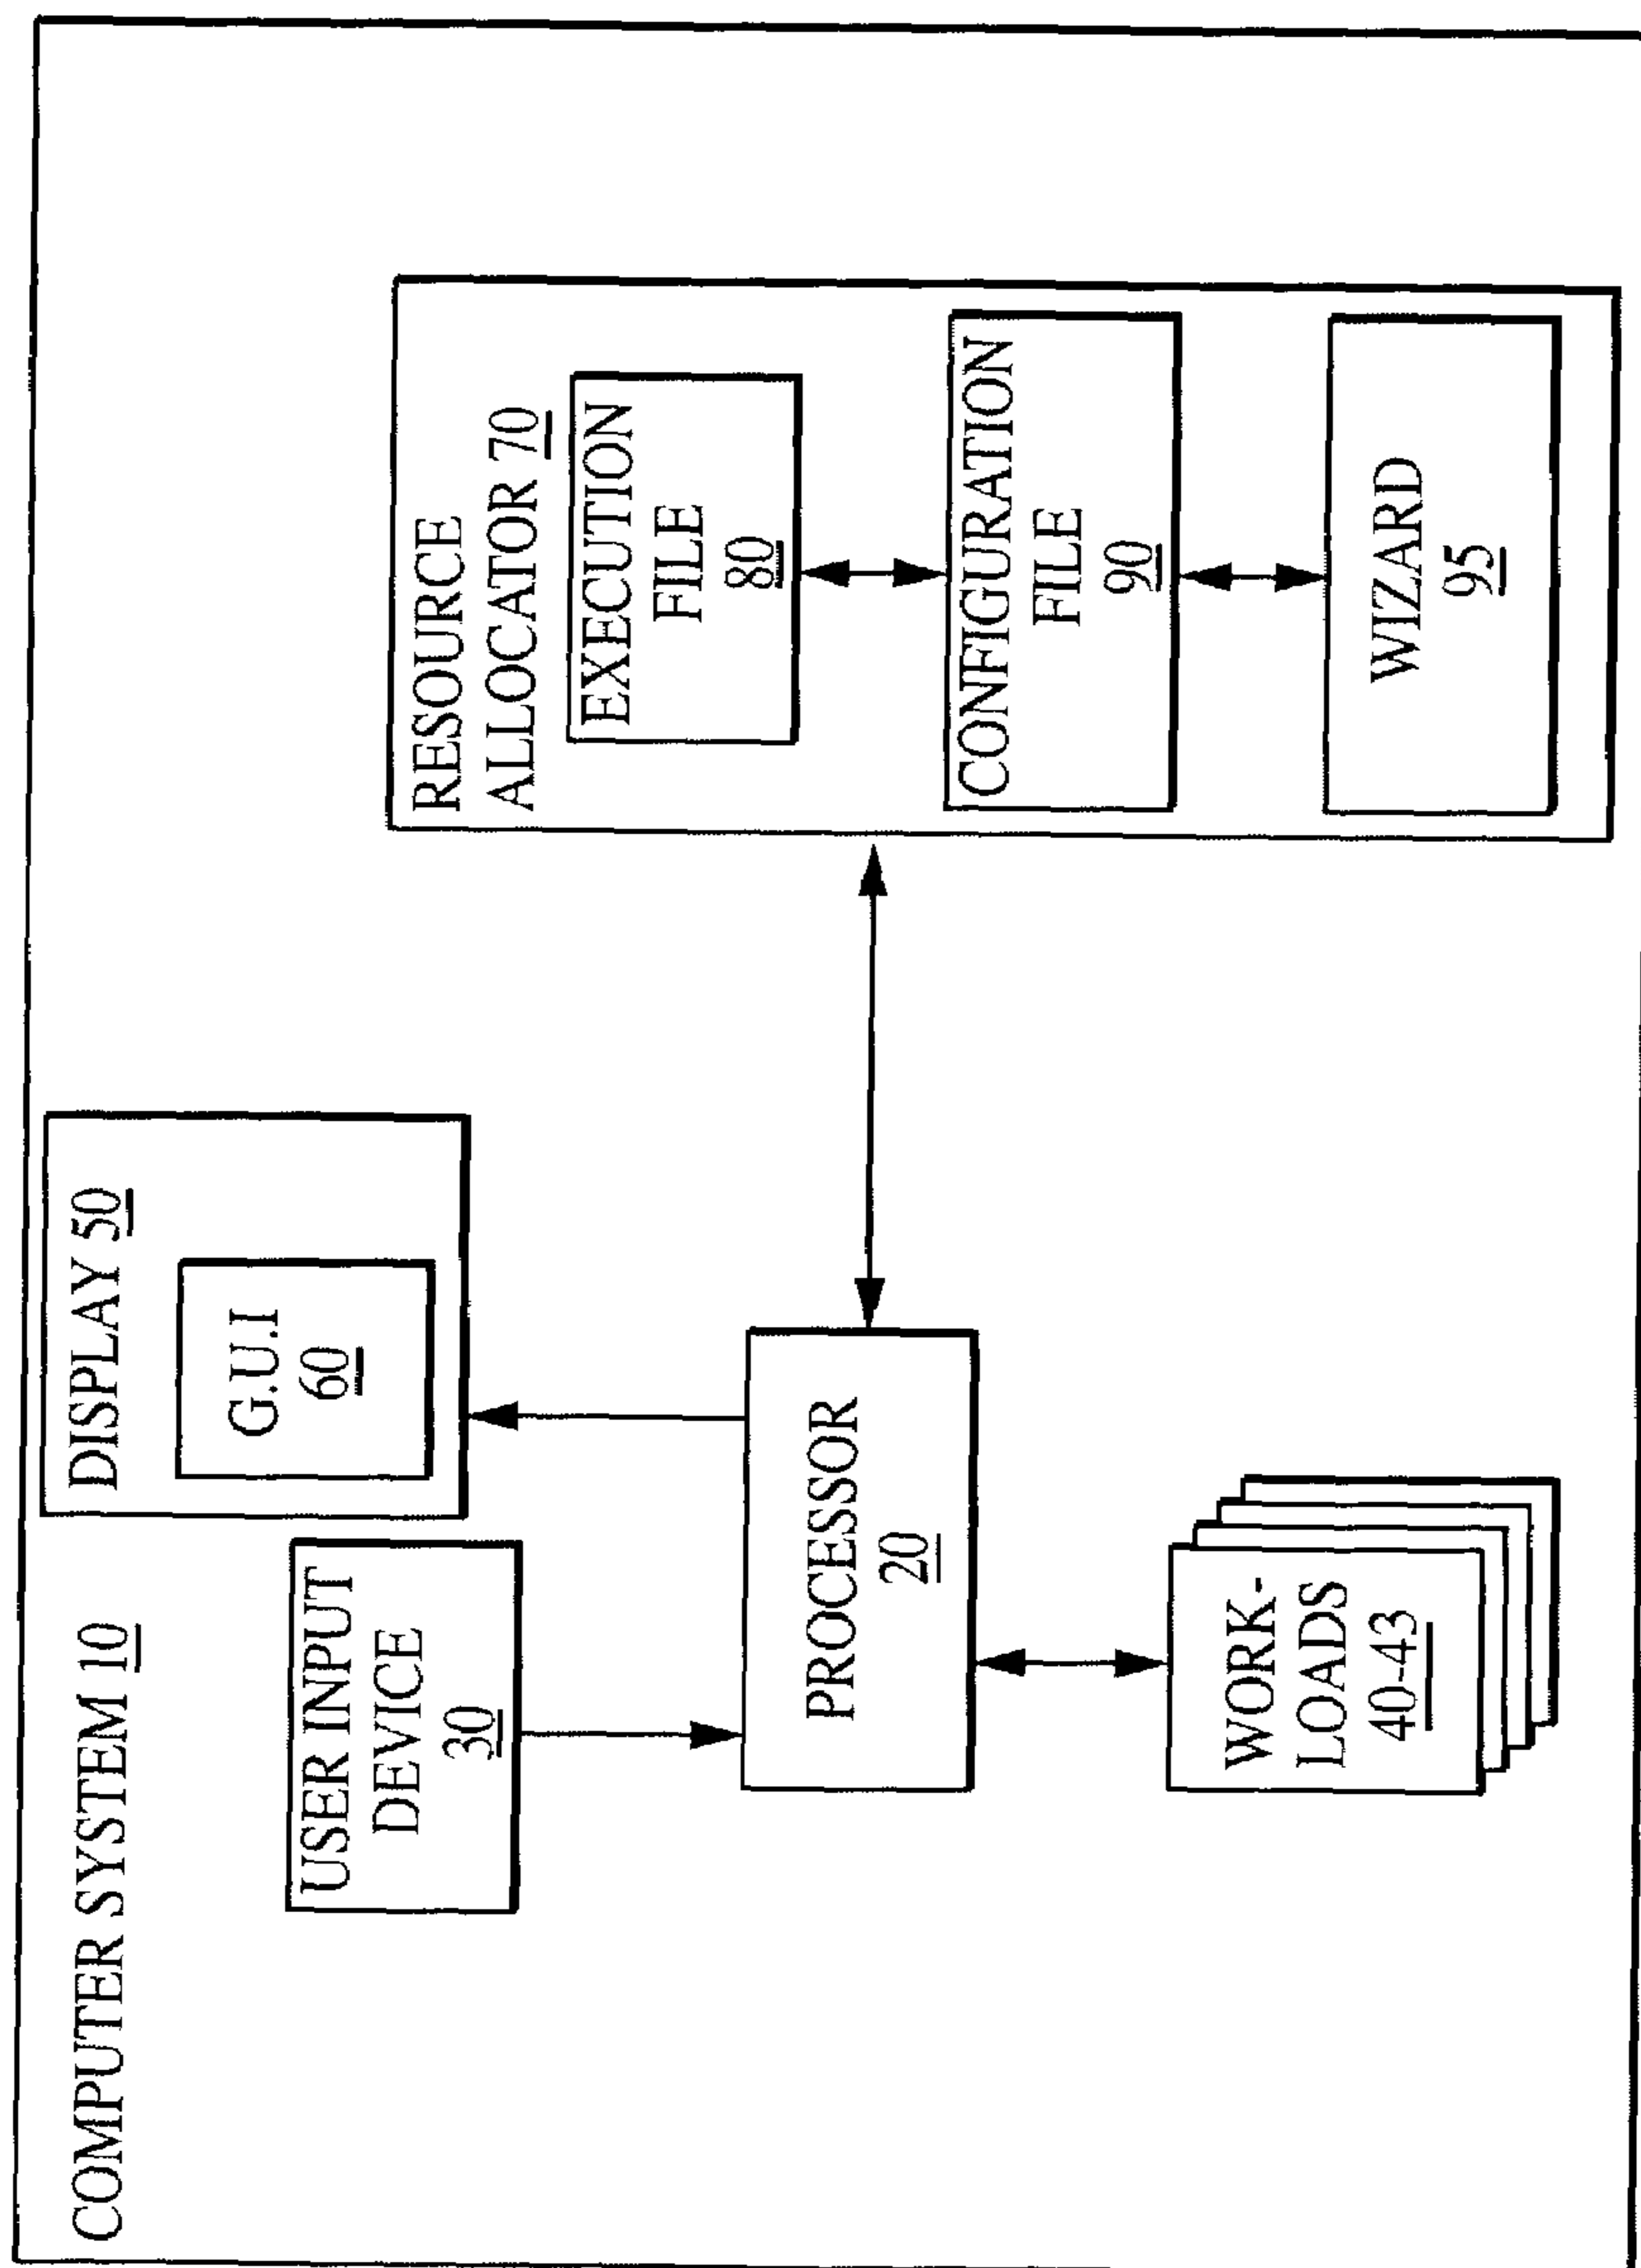 COMPUTER SYSTEM 10
USER INPUT
DEVICE
30
DISPLAY 50
G.U.I
60
PROCESSOR
20
WORK-
LOADS
40-43
RESOURCE
ALLOCATOR 70
EXECUTION
FILE
80
CONFIGURATION
FILE
90
WIZARD
95